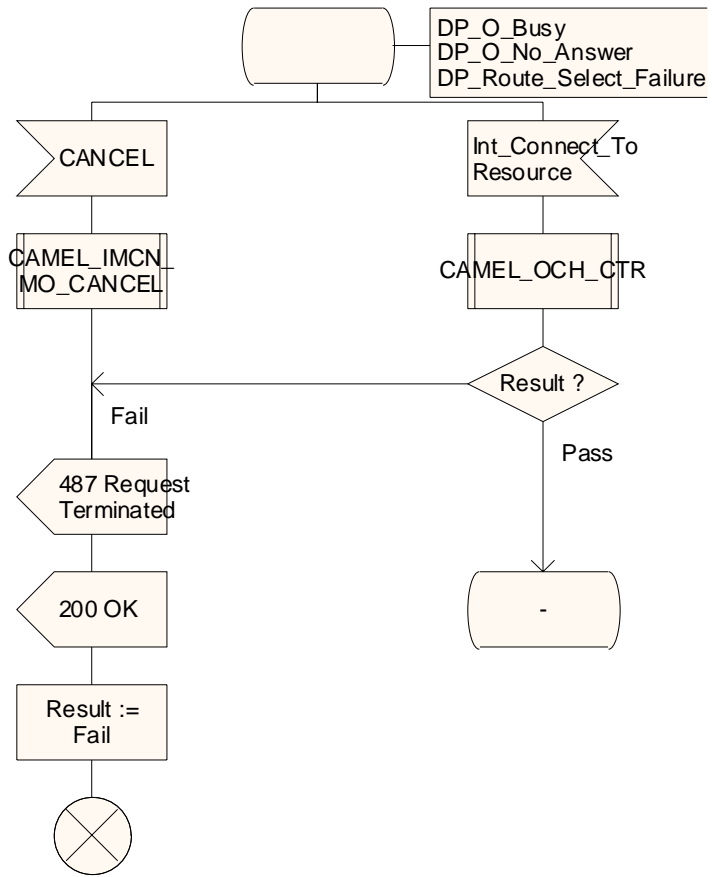 DP_O_Busy
DP_O_No_Answer
DP_Route_Select_Failure
CANCEL
Int_Connect_To
Resource
CAMEL_IMCN_
MO_CANCEL
CAMEL_OCH_CTR
Result ?
Fail
Pass
487 Request
Terminated
200 OK
-
Result :=
Fail